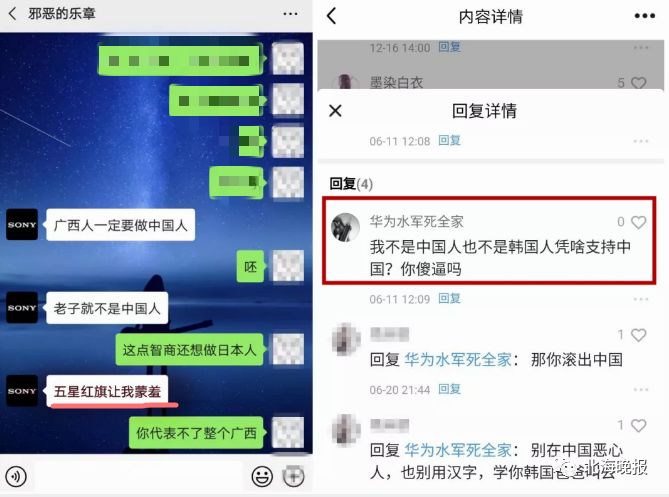 邪恶的乐章
SONY
广西人一定要做中国人
呸
SONY
老子就不是中国人
这点智商还想做日本人
SONY
五星红旗让我蒙羞
你代表不了整个广西
内容详情
12-16 14:00 回复
墨染白衣 5
回复详情
06-11 12:08 回复
回复(4)
华为水军死全家 0
我不是中国人也不是韩国人凭啥支持中
国？你傻逼吗
06-11 12:09 回复
1
回复 华为水军死全家： 那你滚出中国
06-20 21:44 回复
1
回复 华为水军死全家： 别在中国恶心
人，也别用汉字，学你韩国爸爸叫去
北海晚报